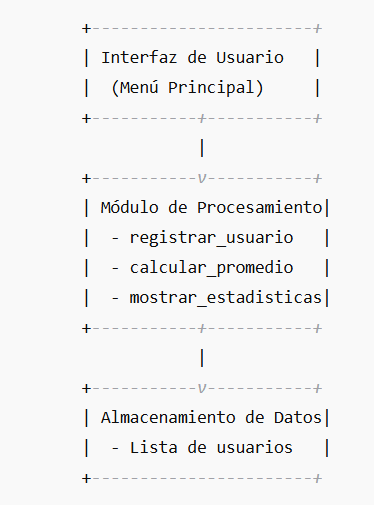 +-----------------------+
| Interfaz de Usuario   |
|  (Menú Principal)     |
+-----------+-----------+
            |
+-----------v-----------+
| Módulo de Procesamiento|
|  - registrar_usuario   |
|  - calcular_promedio   |
|  - mostrar_estadisticas|
+-----------+-----------+
            |
+-----------v-----------+
| Almacenamiento de Datos|
|  - Lista de usuarios   |
+-----------------------+